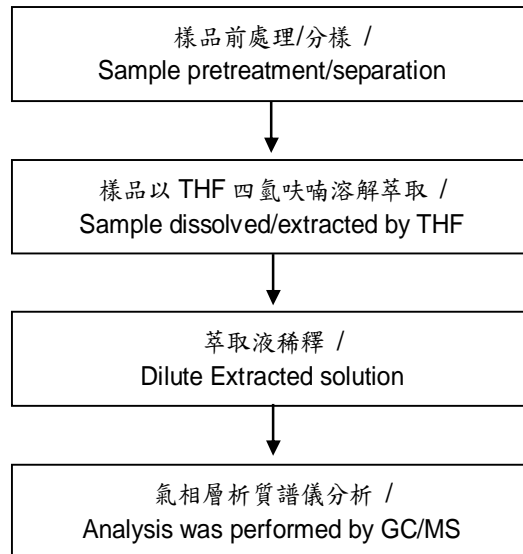 樣品前處理/分樣 /
Sample pretreatment/separation
樣品以 THF 四氫呋喃溶解萃取 /
Sample dissolved/extracted by THF
萃取液稀釋 /
Dilute Extracted solution
氣相層析質譜儀分析 /
Analysis was performed by GC/MS